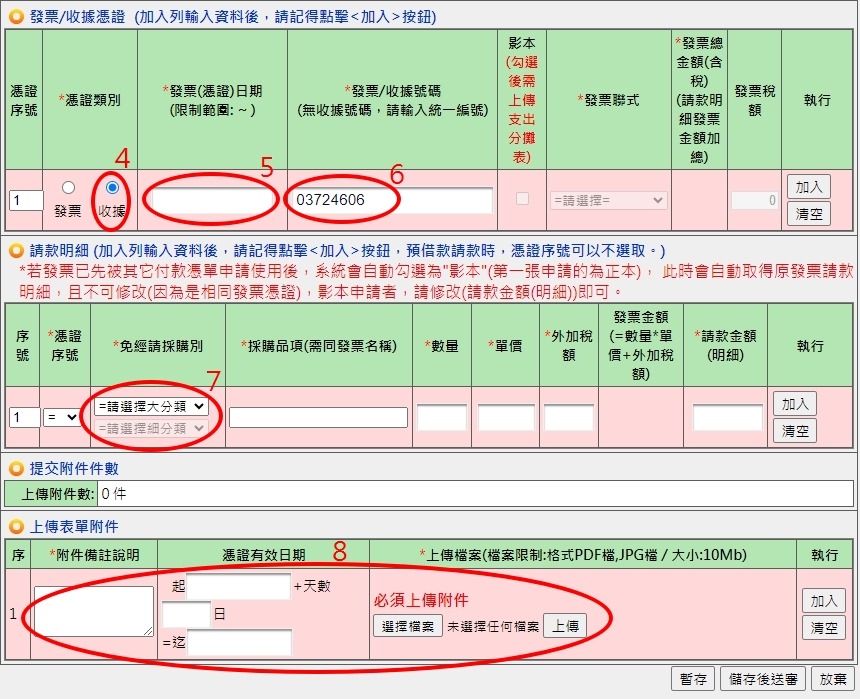 發票/收據憑證 (加入列輸入資料後，請記得點擊<加入>按鈕)
憑證
序號
*憑證類別
*發票(憑證)日期
(限制範圍: ~ )
*發票/收據號碼
(無收據號碼，請輸入統一編號)
影本
(勾選
後需
上傳
支出
分攤
表)
*發票聯式
*發票總
金額(含
稅)
(請款明
細發票
金額加
總)
發票稅
額
執行
4
5
6
1
發票
收據
03724606
=請選擇=
0
加入
清空
請款明細 (加入列輸入資料後，請記得點擊<加入>按鈕，預借款請款時，憑證序號可以不選取。)
*若發票已先被其它付款憑單申請使用後，系統會自動勾選為"影本"(第一張申請的為正本)， 此時會自動取得原發票請款
明細，且不可修改(因為是相同發票憑證)，影本申請者，請修改(請款金額(明細))即可。
序
號
*憑證
序號
*免經請採購別
*採購品項(需同發票名稱)
*數量
*單價
*外加稅
額
發票金額
(=數量*單
價+外加稅
額)
*請款金額
(明細)
執行
7
1
=
=請選擇大分類
=請選擇細分類
加入
清空
提交附件件數
上傳附件數:
0 件
上傳表單附件
序
*附件備註說明
憑證有效日期
8
*上傳檔案(檔案限制:格式PDF檔,JPG檔 / 大小:10Mb)
執行
1
起
+天數
日
=迄
必須上傳附件
選擇檔案
未選擇任何檔案
上傳
加入
清空
暫存
儲存後送審
放棄